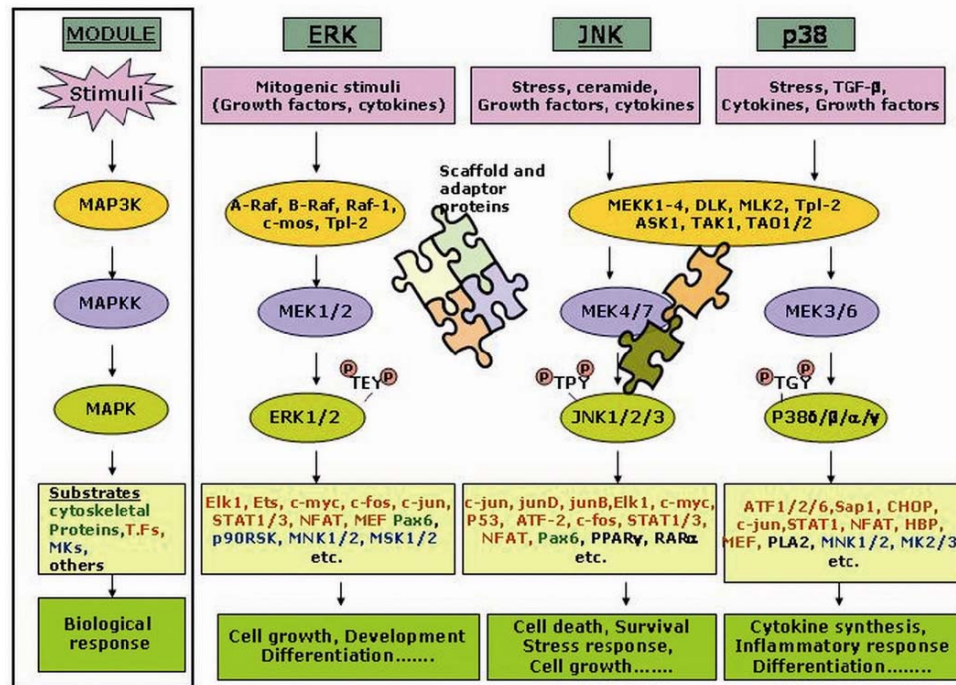 MODULE
Stimuli
MAP3K
MAPKK
MAPK
Substrates
cytoskeletal
Proteins,T.Fs,
MKs,
others
Biological
response
ERK
Mitogenic stimuli
(Growth factors, cytokines)
A-Raf, B-Raf, Raf-1,
c-mos, Tpl-2
MEK1/2
P TEY P
ERK1/2
Elk1, Ets, c-myc, c-fos, c-jun,
STAT1/3, NFAT, MEF Pax6,
p90RSK, MNK1/2, MSK1/2
etc.
Cell growth, Development
Differentiation.......
Scaffold and
adaptor
proteins
JNK
Stress, ceramide,
Growth factors, cytokines
MEKK1-4, DLK, MLK2, Tpl-2
ASK1, TAK1, TAO1/2
MEK4/7
P TPY P
JNK1/2/3
c-jun, junD, junB,Elk1, c-myc,
P53, ATF-2, c-fos, STAT1/3,
NFAT, Pax6, PPARγ, RARα
etc.
Cell death, Survival
Stress response,
Cell growth.......
p38
Stress, TGF-β,
Cytokines, Growth factors
MEK3/6
P TGY P
P38δ/β/α/γ
ATF1/2/6,Sap1, CHOP,
c-jun,STAT1, NFAT, HBP
MEF, PLA2, MNK1/2, MK2/3
etc.
Cytokine synthesis,
Inflammatory response
Differentiation........